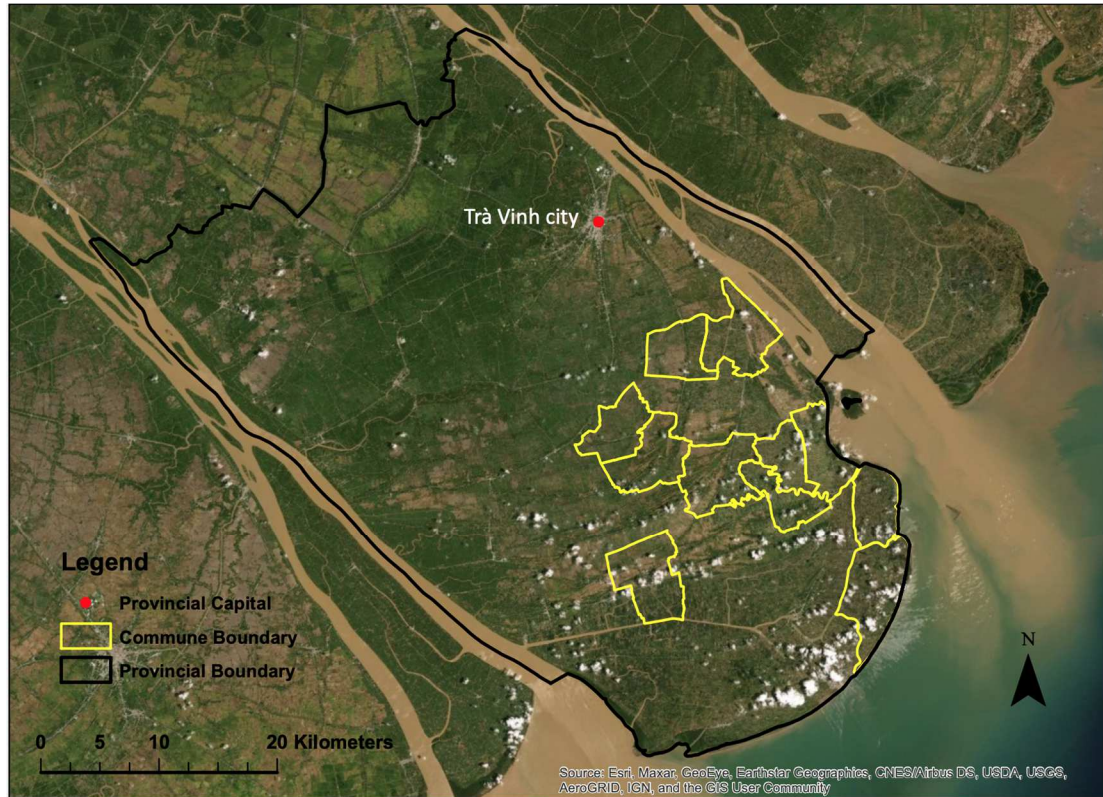 Trà Vinh city
Legend
Provincial Capital
Commune Boundary
Provincial Boundary
N
0 5 10 20 Kilometers
Source: Esri, Maxar, GeoEye, Earthstar Geographics, CNES/Airbus DS, USDA, USGS,
AeroGRID, IGN, and the GIS User Community